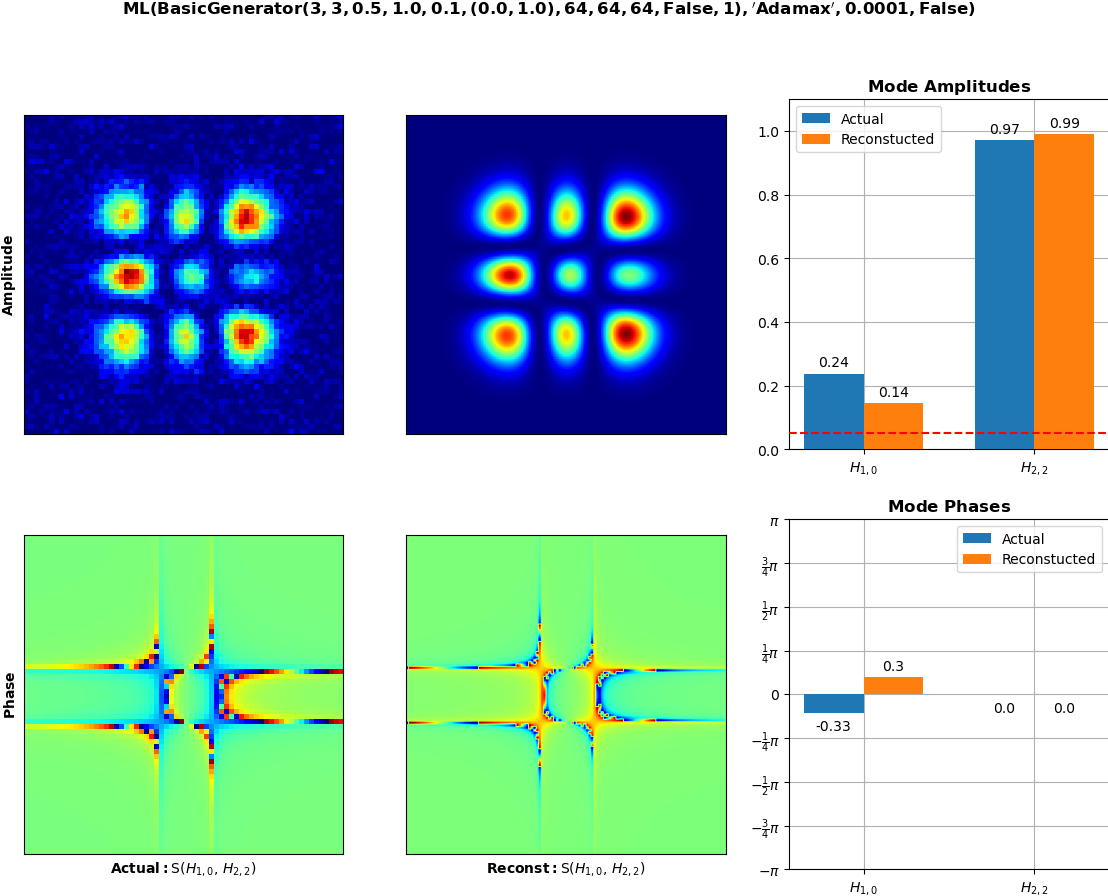 ML(BasicGenerator(3, 3, 0.5, 1.0, 0.1, (0.0, 1.0), 64, 64, 64, False, 1), ′Adamax′, 0.0001, False)
Amplitude
Mode Amplitudes
Actual
Reconstucted
1.0
0.8
0.6
0.4
0.2
0.0
0.24
0.14
0.97
0.99
H1, 0
H2, 2
Phase
Actual: S(H1, 0, H2, 2)
Reconst: S(H1, 0, H2, 2)
Mode Phases
Actual
Reconstucted
π
3/4π
1/2π
1/4π
0
−1/4π
−1/2π
−3/4π
−π
-0.33
0.3
0.0
0.0
H1, 0
H2, 2